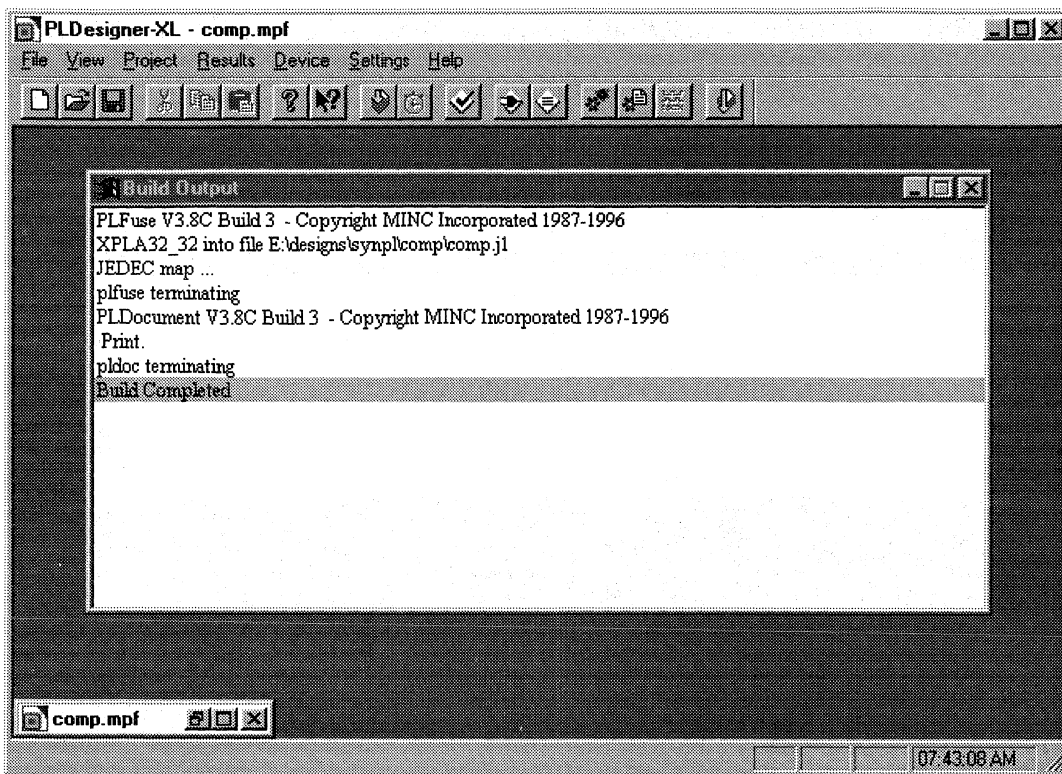 PLDesigner-XL - comp.mpf
File View Project Results Device Settings Help
Build Output
PLFuse V3.8C Build 3 - Copyright MINC Incorporated 1987-1996
XPLA32_32 into file E:\designs\synpl\comp\comp.j1
JEDEC map ...
plfuse terminating
PLDocument V3.8C Build 3 - Copyright MINC Incorporated 1987-1996
Print.
pldoc terminating
Build Completed
comp.mpf
07:43:08 AM